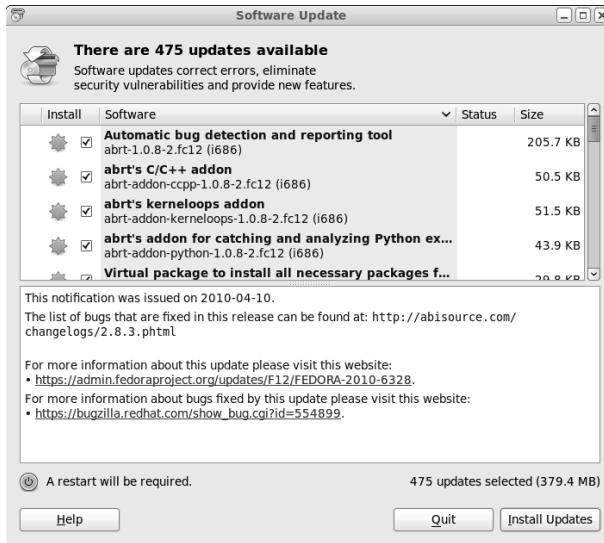 Software Update
There are 475 updates available
Software updates correct errors, eliminate
security vulnerabilities and provide new features.
Install Software Status Size
Automatic bug detection and reporting tool
abrt-1.0.8-2.fc12 (i686)
205.7 KB
abrt's C/C++ addon
abrt-addon-ccpp-1.0.8-2.fc12 (i686)
50.5 KB
abrt's kerneloops addon
abrt-addon-kerneloops-1.0.8-2.fc12 (i686)
51.5 KB
abrt's addon for catching and analyzing Python ex...
abrt-addon-python-1.0.8-2.fc12 (i686)
43.9 KB
Virtual package to install all necessary packages f...
29.8 KB
This notification was issued on 2010-04-10.
The list of bugs that are fixed in this release can be found at: http://abisource.com/
changelogs/2.8.3.phtml
For more information about this update please visit this website:
• https://admin.fedoraproject.org/updates/F12/FEDORA-2010-6328.
For more information about bugs fixed by this update please visit this website:
• https://bugzilla.redhat.com/show_bug.cgi?id=554899.
A restart will be required.
475 updates selected (379.4 MB)
Help
Quit
Install Updates